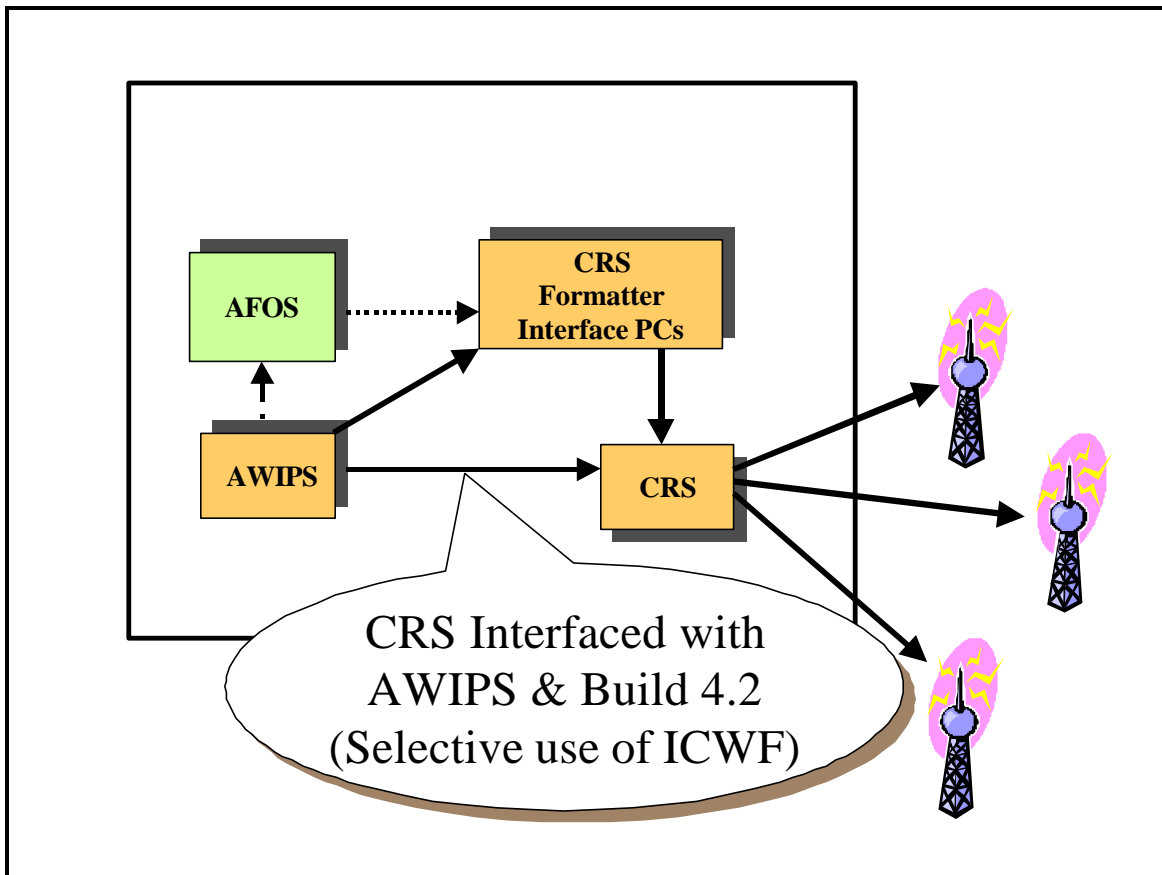 CRS
Formatter
Interface PCs
AFOS
AWIPS
CRS
CRS Interfaced with
AWIPS & Build 4.2
(Selective use of ICWF)